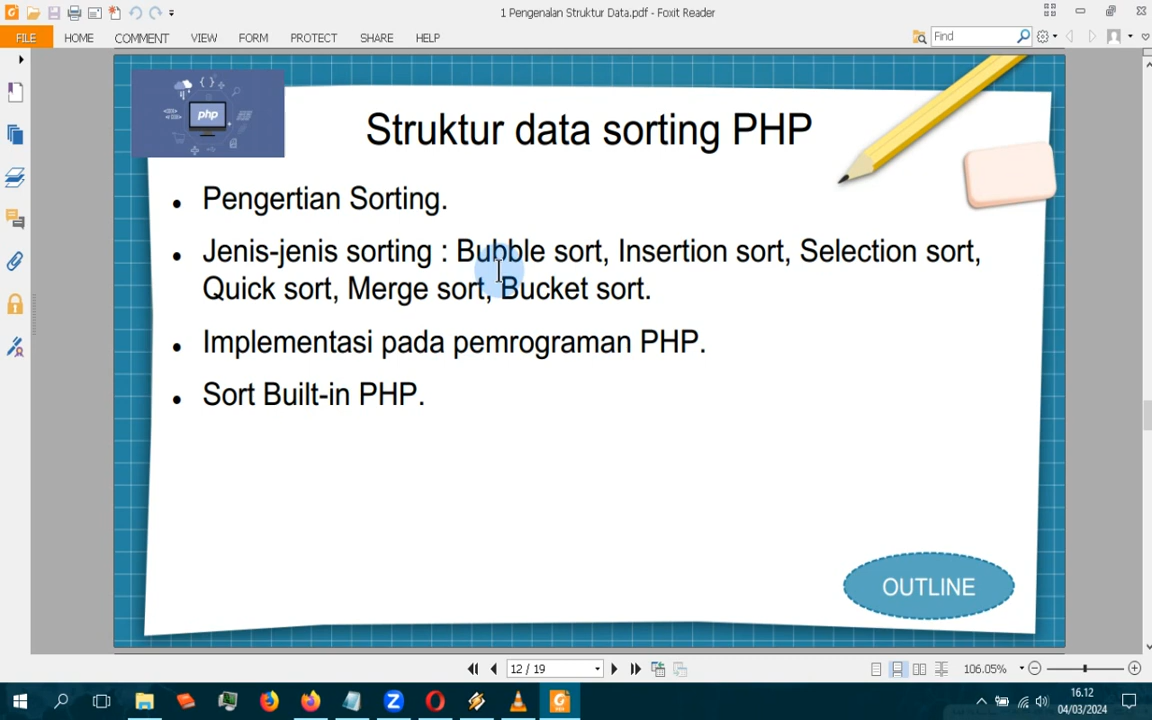 1 Pengenalan Struktur Data.pdf - Foxit Reader
FILE HOME COMMENT VIEW FORM PROTECT SHARE HELP
Find
php
Struktur data sorting PHP
• Pengertian Sorting.
• Jenis-jenis sorting : Bubble sort, Insertion sort, Selection sort,
Quick sort, Merge sort, Bucket sort.
• Implementasi pada pemrograman PHP.
• Sort Built-in PHP.
OUTLINE
12 / 19
106.05%
16.12
04/03/2024